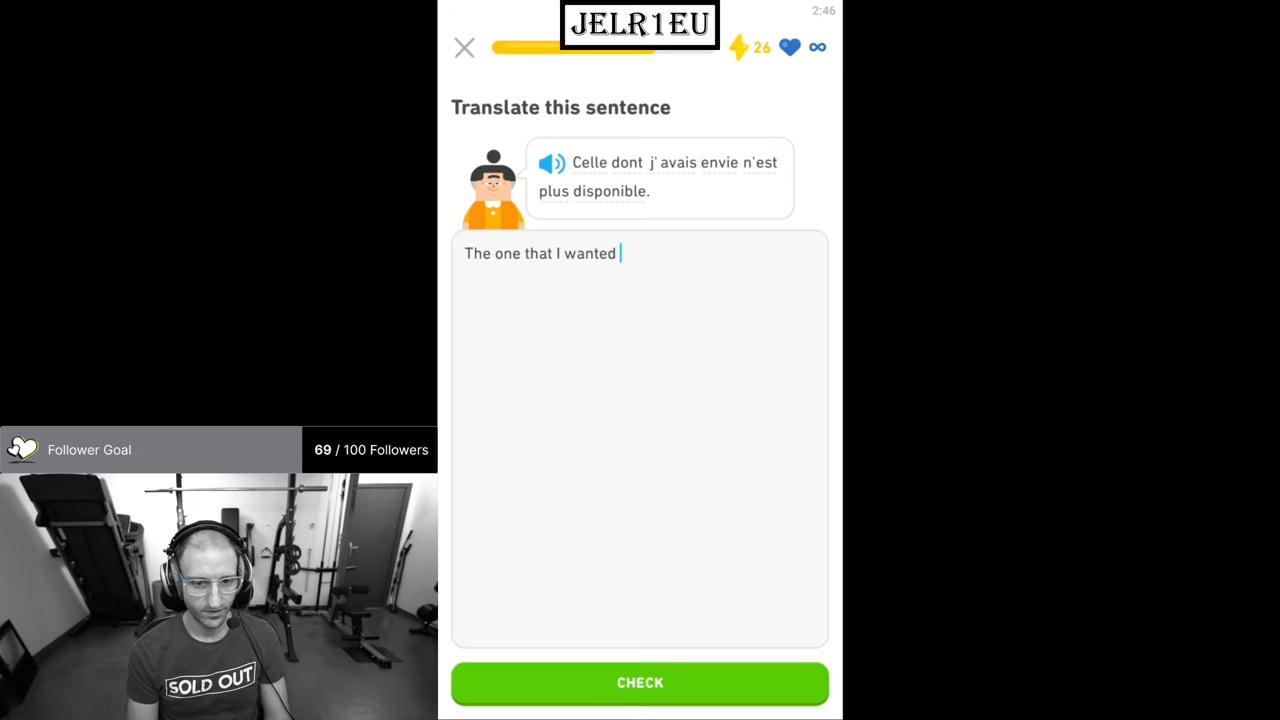 JELR1EU
2:46
26
∞
Translate this sentence
Celle dont j'avais envie n'est
plus disponible.
The one that I wanted
Follower Goal
69 / 100 Followers
SOLD OUT
CHECK